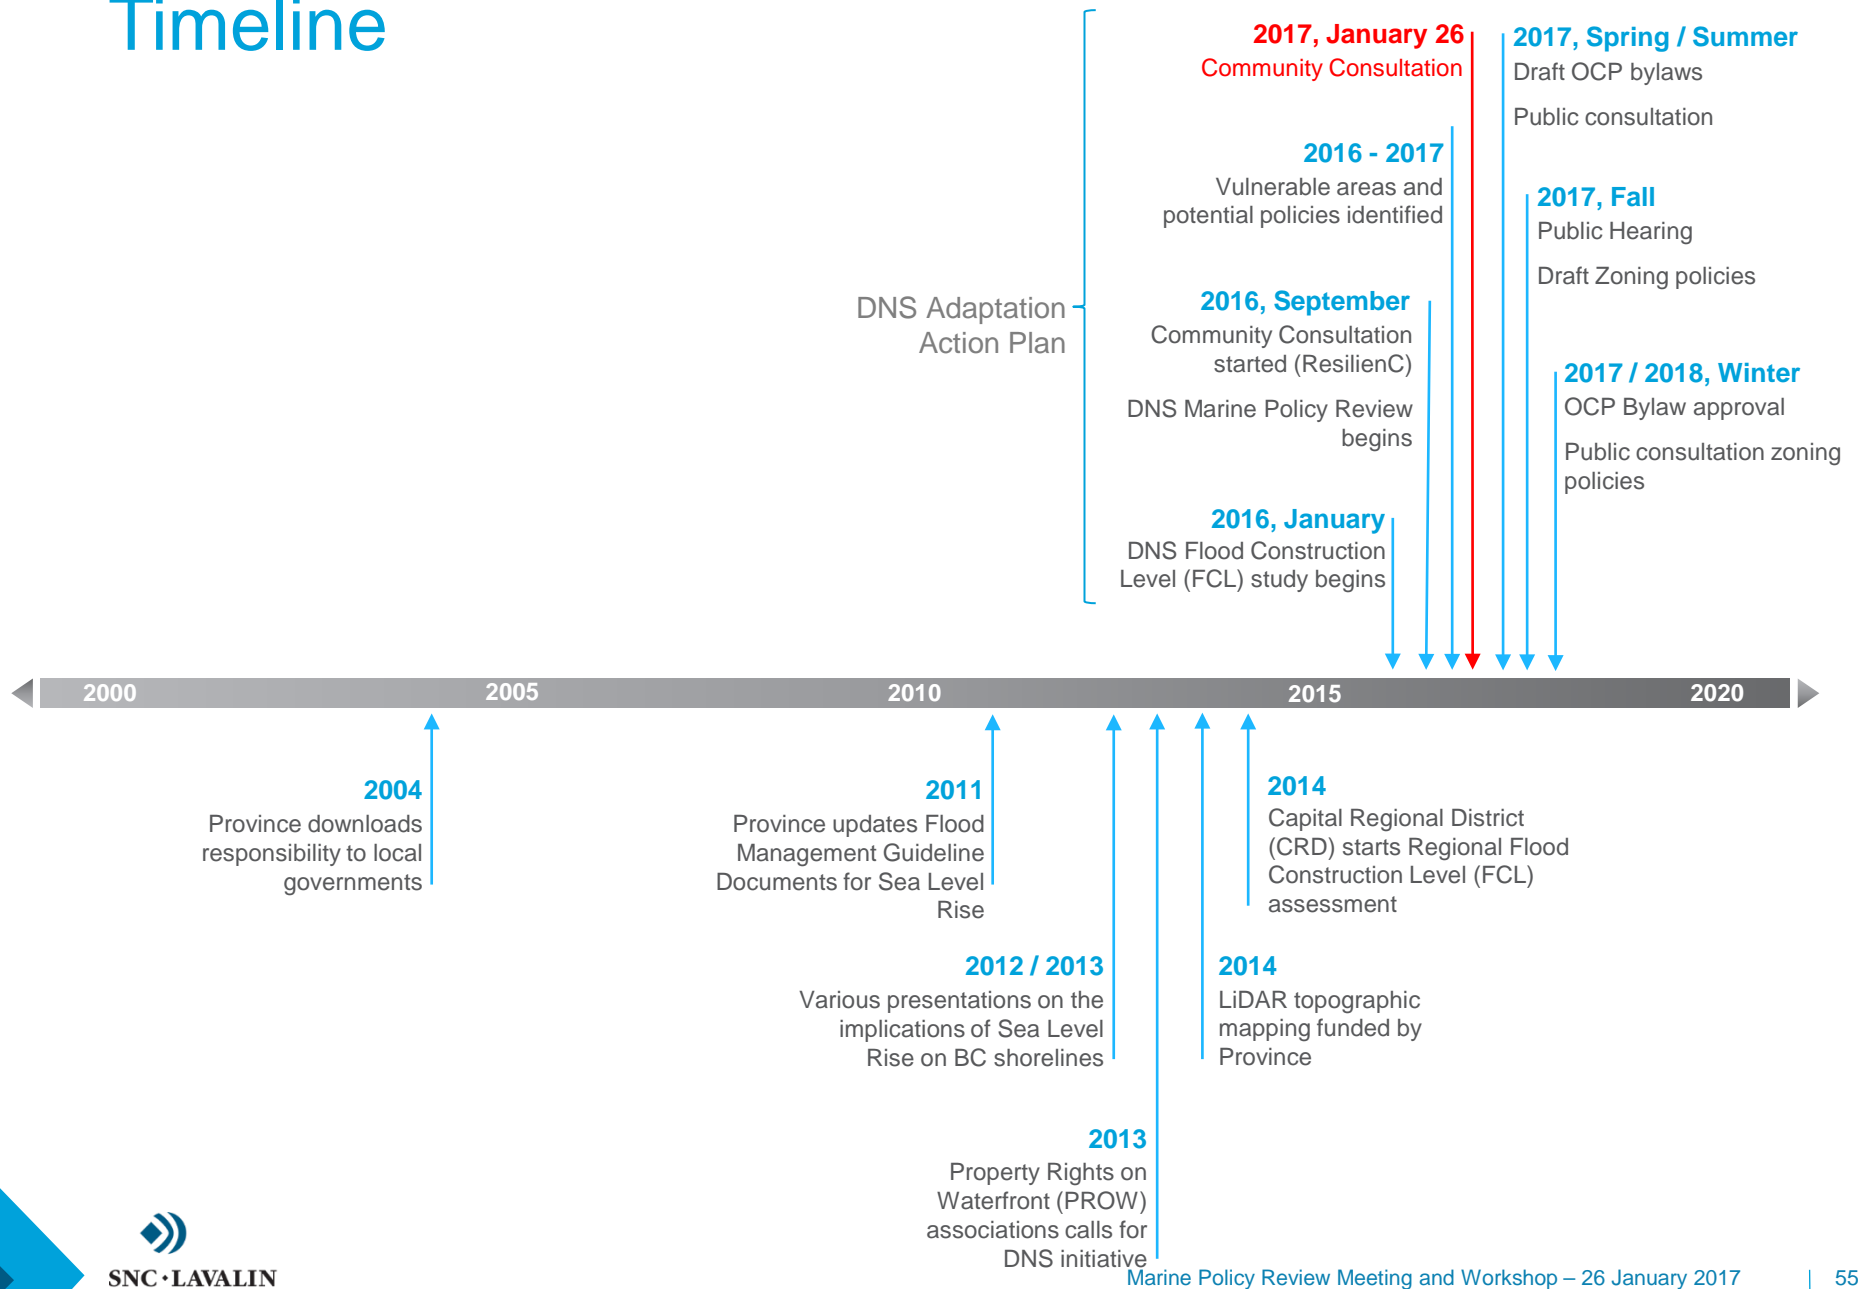 Timeline
DNS Adaptation
Action Plan
2017, January 26
Community Consultation
2016 - 2017
Vulnerable areas and
potential policies identified
2016, September
Community Consultation
started (ResilienC)
DNS Marine Policy Review
begins
2016, January
DNS Flood Construction
Level (FCL) study begins
2017, Spring / Summer
Draft OCP bylaws
Public consultation
2017, Fall
Public Hearing
Draft Zoning policies
2017 / 2018, Winter
OCP Bylaw approval
Public consultation zoning
policies
2000 2005 2010 2015 2020
2004
Province downloads
responsibility to local
governments
2011
Province updates Flood
Management Guideline
Documents for Sea Level
Rise
2012 / 2013
Various presentations on the
implications of Sea Level
Rise on BC shorelines
2013
Property Rights on
Waterfront (PROW)
associations calls for
DNS initiative
2014
Capital Regional District
(CRD) starts Regional Flood
Construction Level (FCL)
assessment
2014
LiDAR topographic
mapping funded by
Province
SNC·LAVALIN
Marine Policy Review Meeting and Workshop – 26 January 2017 | 55